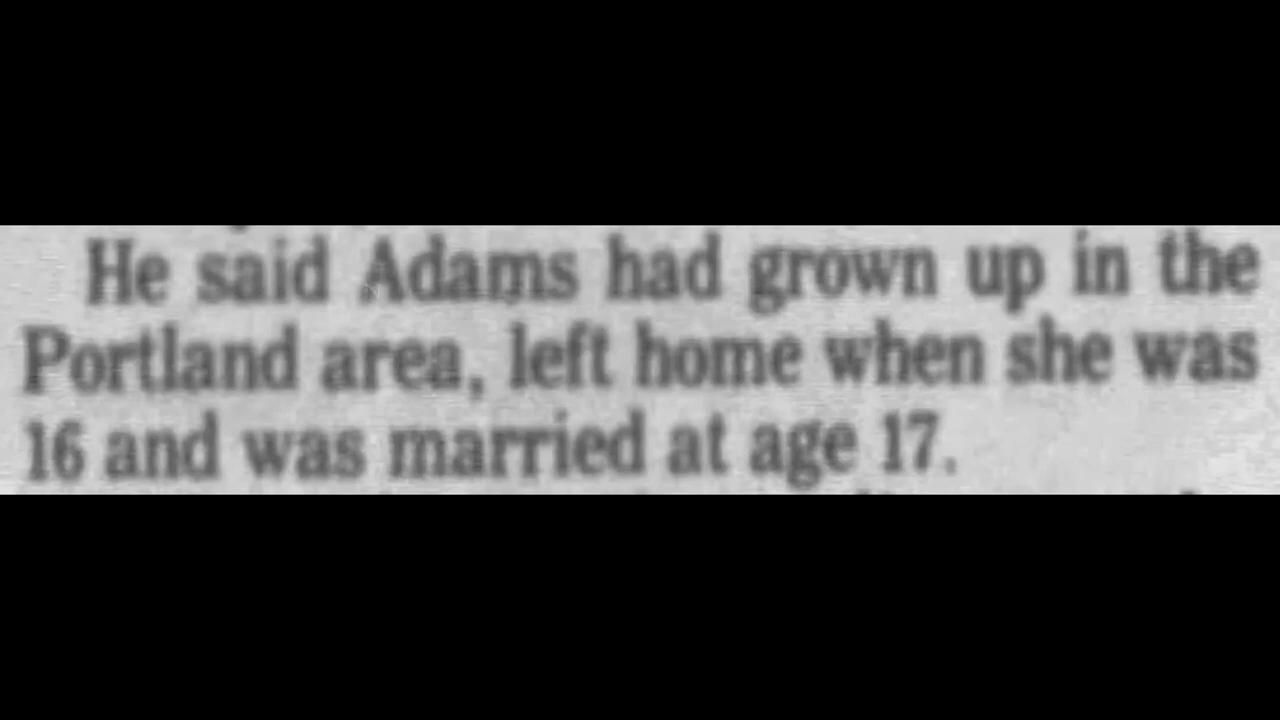 He said Adams had grown up in the
Portland area, left home when she was
16 and was married at age 17.